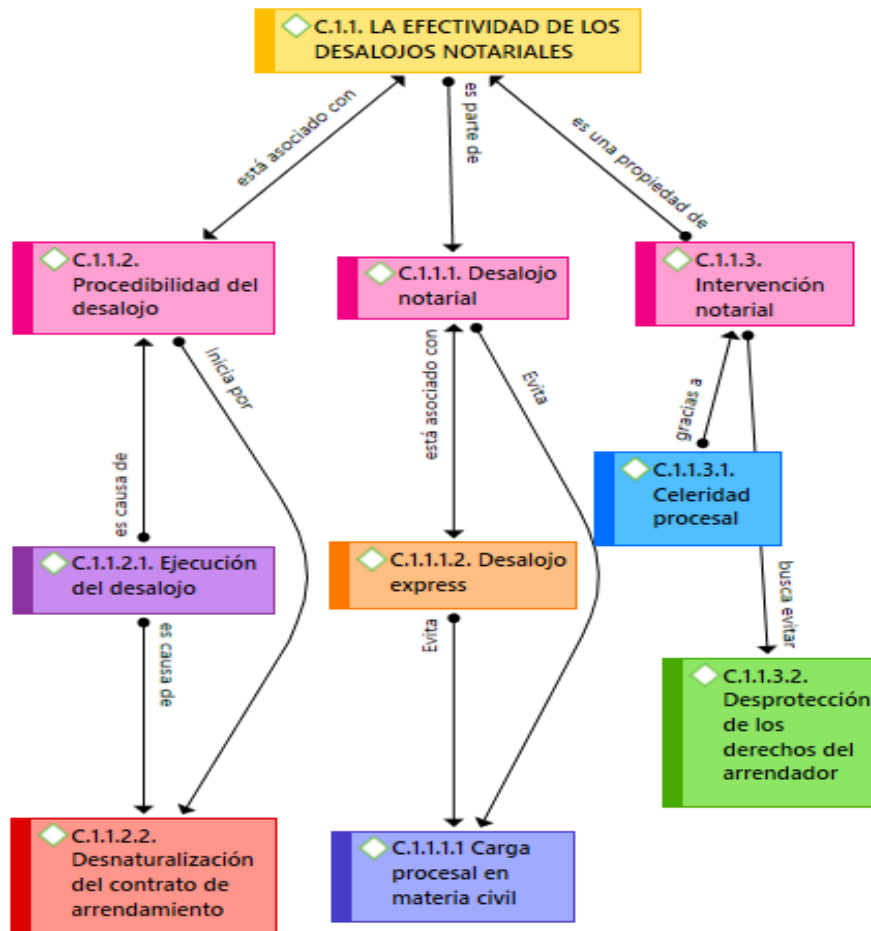 C.1.1. LA EFECTIVIDAD DE LOS
DESALOJOS NOTARIALES
está asociado con
es parte de
es una propiedad de
C.1.1.2.
Procedibilidad del
desalojo
C.1.1.1. Desalojo
notarial
C.1.1.3.
Intervención
notarial
inicia por
está asociado con
Evita
gracias a
C.1.1.3.1.
Celeridad
procesal
es causa de
C.1.1.2.1. Ejecución
del desalojo
C.1.1.1.2. Desalojo
express
busca evitar
es causa de
Evita
C.1.1.3.2.
Desprotección
de los
derechos del
arrendador
C.1.1.2.2.
Desnaturalización
del contrato de
arrendamiento
C.1.1.1.1 Carga
procesal en
materia civil